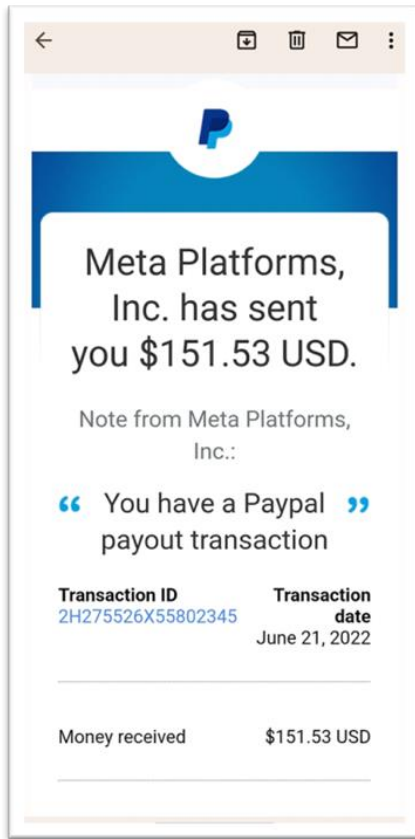 Meta Platforms,
Inc. has sent
you $151.53 USD.
Note from Meta Platforms,
Inc.:
“ You have a Paypal ”
payout transaction
Transaction ID
2H275526X55802345
Transaction
date
June 21, 2022
Money received $151.53 USD